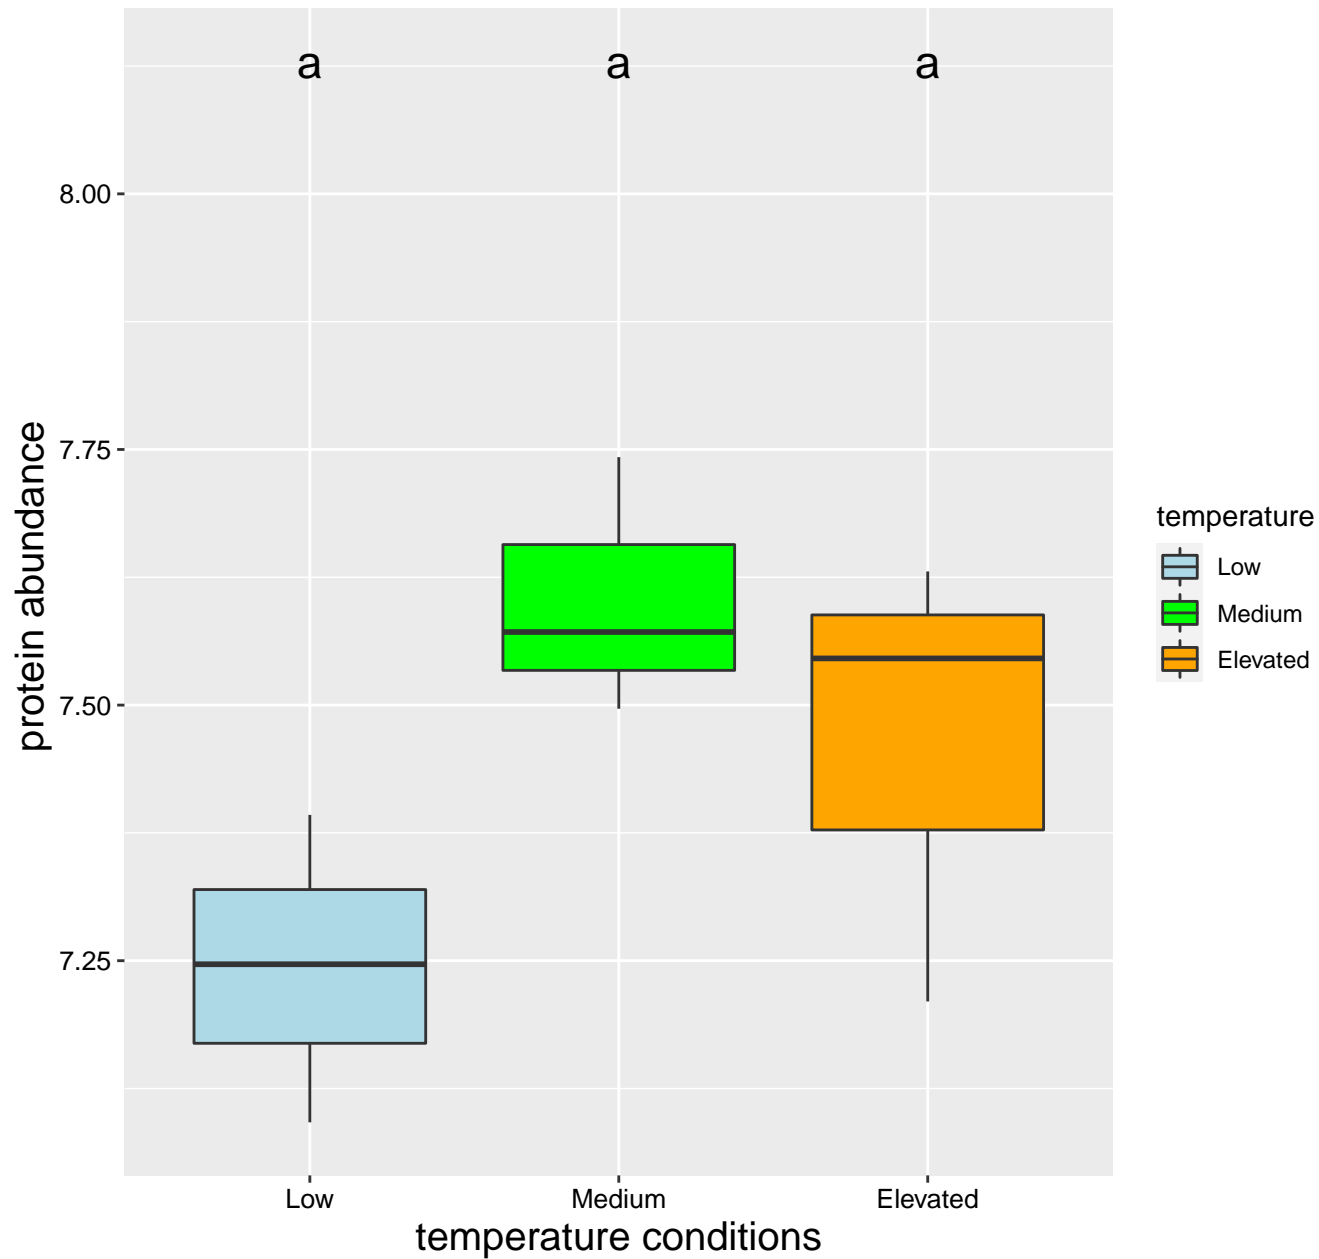 a a a
8.00
7.75
7.50
7.25
protein abundance
Low Medium Elevated
temperature conditions
temperature
Low
Medium
Elevated